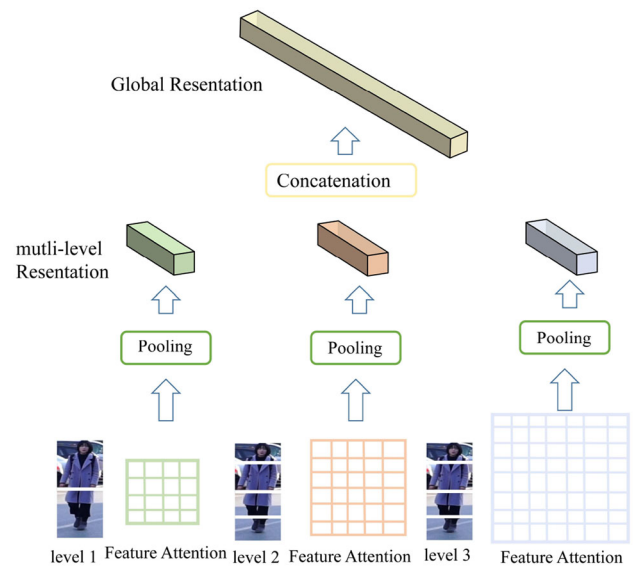 Global Resentation
Concatenation
mutli-level
Resentation
Pooling
Pooling
Pooling
level 1
Feature Attention
level 2
Feature Attention
level 3
Feature Attention